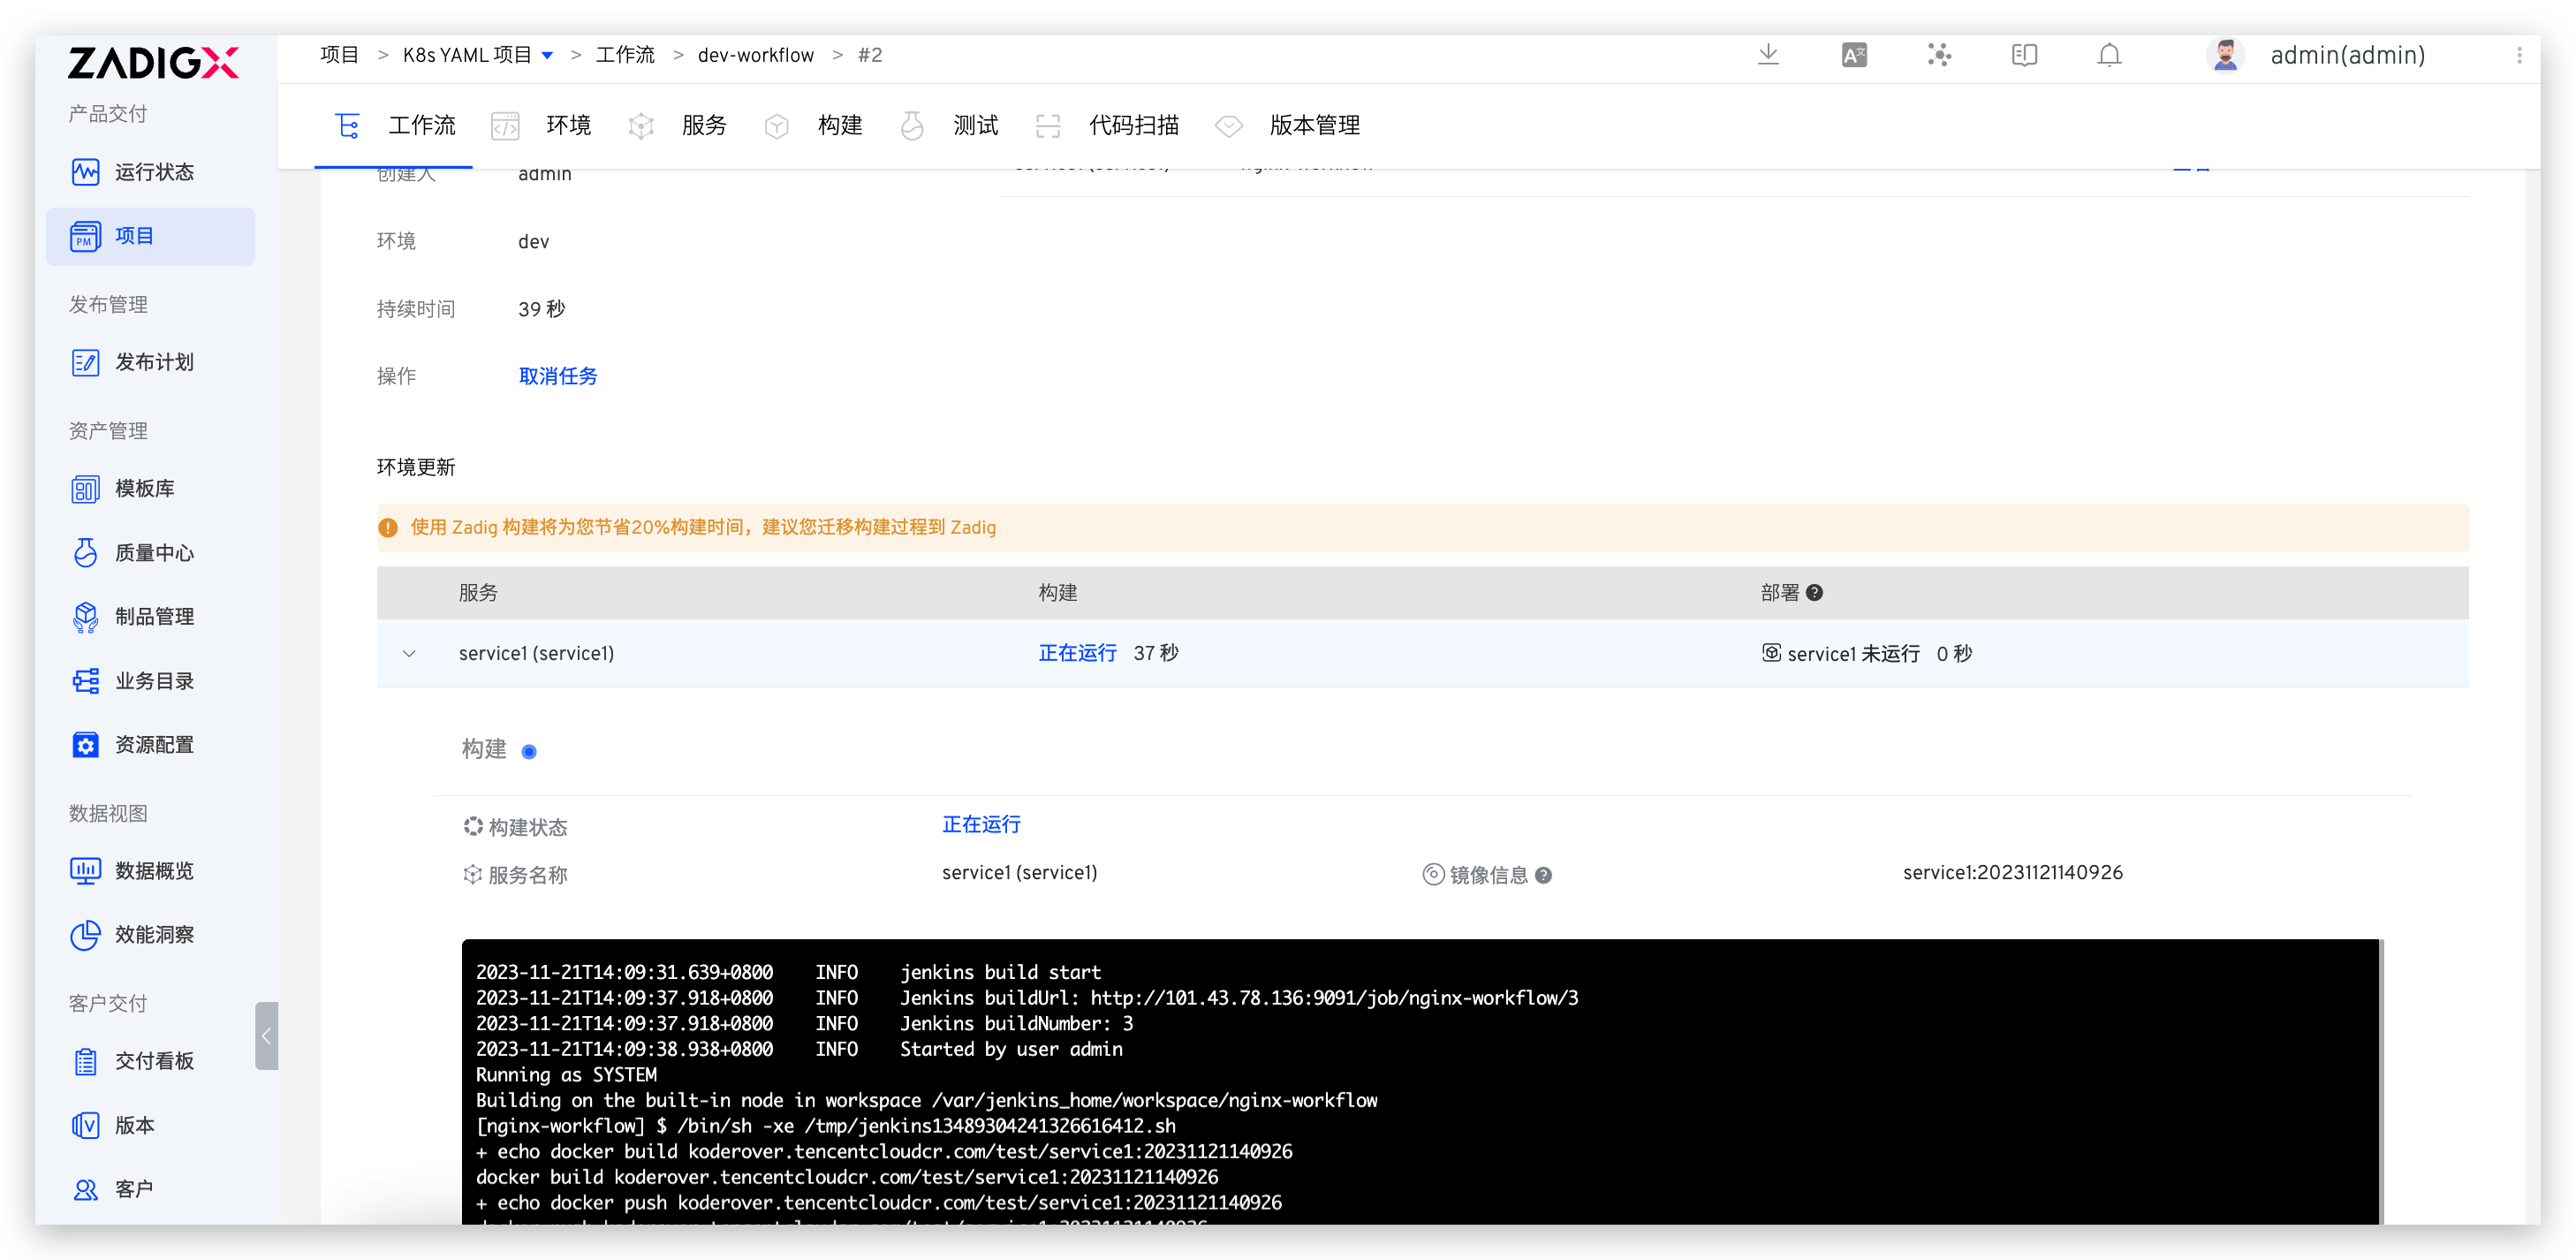 ZADIGX
项目 > K8s YAML 项目 > 工作流 > dev-workflow > #2
admin(admin)
工作流 环境 服务 构建 测试 代码扫描 版本管理
产品交付
运行状态
项目
发布管理
发布计划
资产管理
模板库
质量中心
制品管理
业务目录
资源配置
数据视图
数据概览
效能洞察
客户交付
交付看板
版本
客户
创建人 admin
环境 dev
持续时间 39 秒
操作 取消任务
环境更新
使用 Zadig 构建将为您节省20%构建时间，建议您迁移构建过程到 Zadig
服务 构建 部署
service1 (service1) 正在运行 37 秒 service1 未运行 0 秒
构建
构建状态 正在运行
服务名称 service1 (service1) 镜像信息 service1:20231121140926
2023-11-21T14:09:31.639+0800 INFO jenkins build start
2023-11-21T14:09:37.918+0800 INFO Jenkins buildUrl: http://101.43.78.136:9091/job/nginx-workflow/3
2023-11-21T14:09:37.918+0800 INFO Jenkins buildNumber: 3
2023-11-21T14:09:38.938+0800 INFO Started by user admin
Running as SYSTEM
Building on the built-in node in workspace /var/jenkins_home/workspace/nginx-workflow
[nginx-workflow] $ /bin/sh -xe /tmp/jenkins13489304241326616412.sh
+ echo docker build koderover.tencentcloudcr.com/test/service1:20231121140926
docker build koderover.tencentcloudcr.com/test/service1:20231121140926
+ echo docker push koderover.tencentcloudcr.com/test/service1:20231121140926